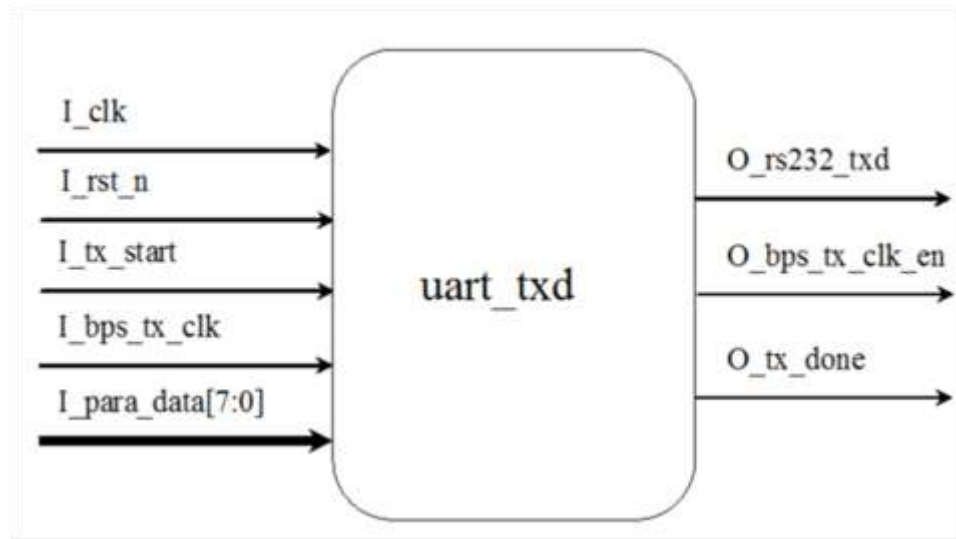 I_clk
I_rst_n
I_tx_start
I_bps_tx_clk
I_para_data[7:0]
uart_txd
O_rs232_txd
O_bps_tx_clk_en
O_tx_done